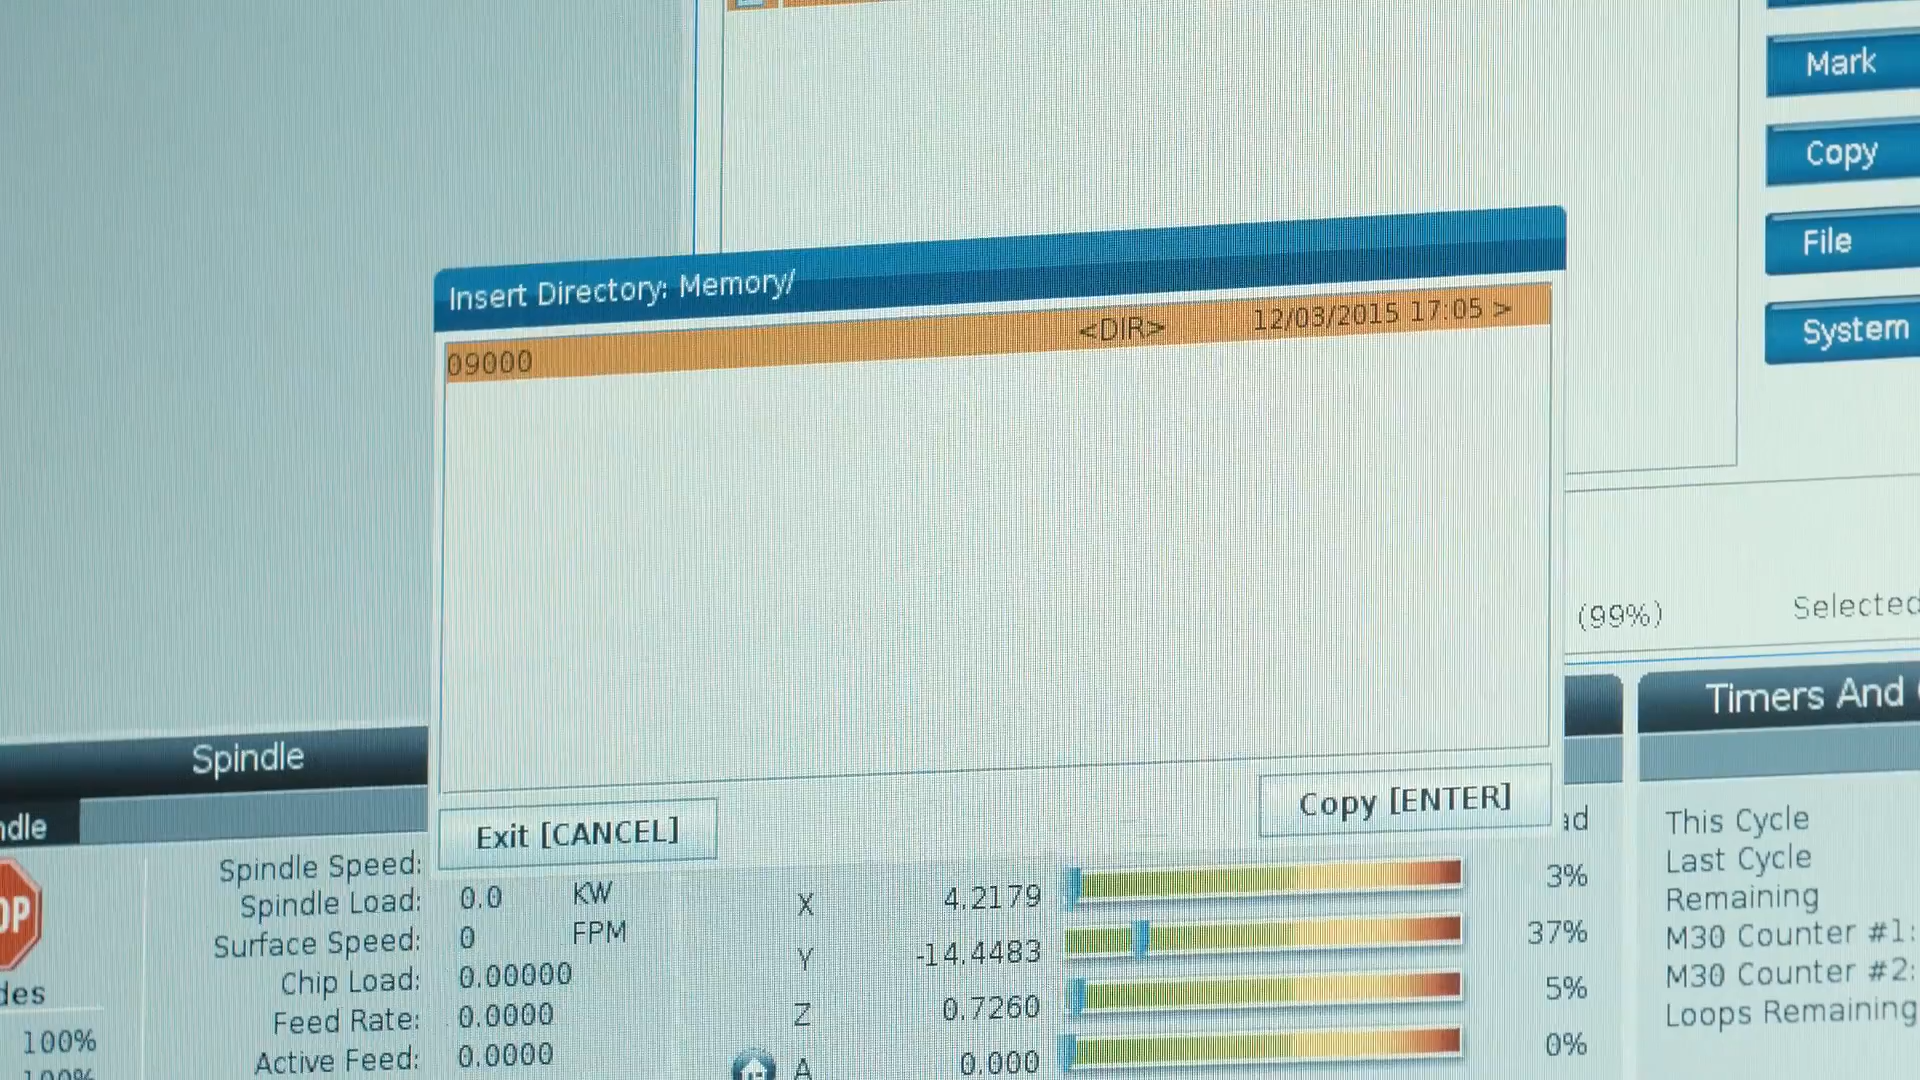 Mark
Copy
File
System
Insert Directory: Memory/
09000 <DIR> 12/03/2015 17:05 >
Exit [CANCEL] Copy [ENTER]
(99%) Selected
Spindle
Spindle Speed:
Spindle Load: 0.0 KW
Surface Speed: 0 FPM
Chip Load: 0.00000
Feed Rate: 0.0000
Active Feed: 0.0000
100%
100%
X 4.2179 3%
Y -14.4483 37%
Z 0.7260 5%
A 0.000 0%
Timers And
This Cycle
Last Cycle
Remaining
M30 Counter #1:
M30 Counter #2:
Loops Remaining